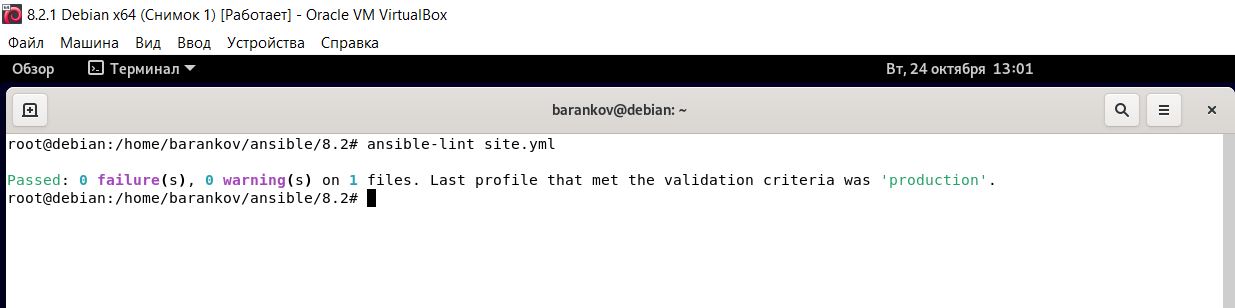 8.2.1 Debian x64 (Снимок 1) [Работает] - Oracle VM VirtualBox
Файл Машина Вид Ввод Устройства Справка
Обзор Терминал Вт, 24 октября 13:01
barankov@debian: ~
root@debian:/home/barankov/ansible/8.2# ansible-lint site.yml
Passed: 0 failure(s), 0 warning(s) on 1 files. Last profile that met the validation criteria was 'production'.
root@debian:/home/barankov/ansible/8.2#